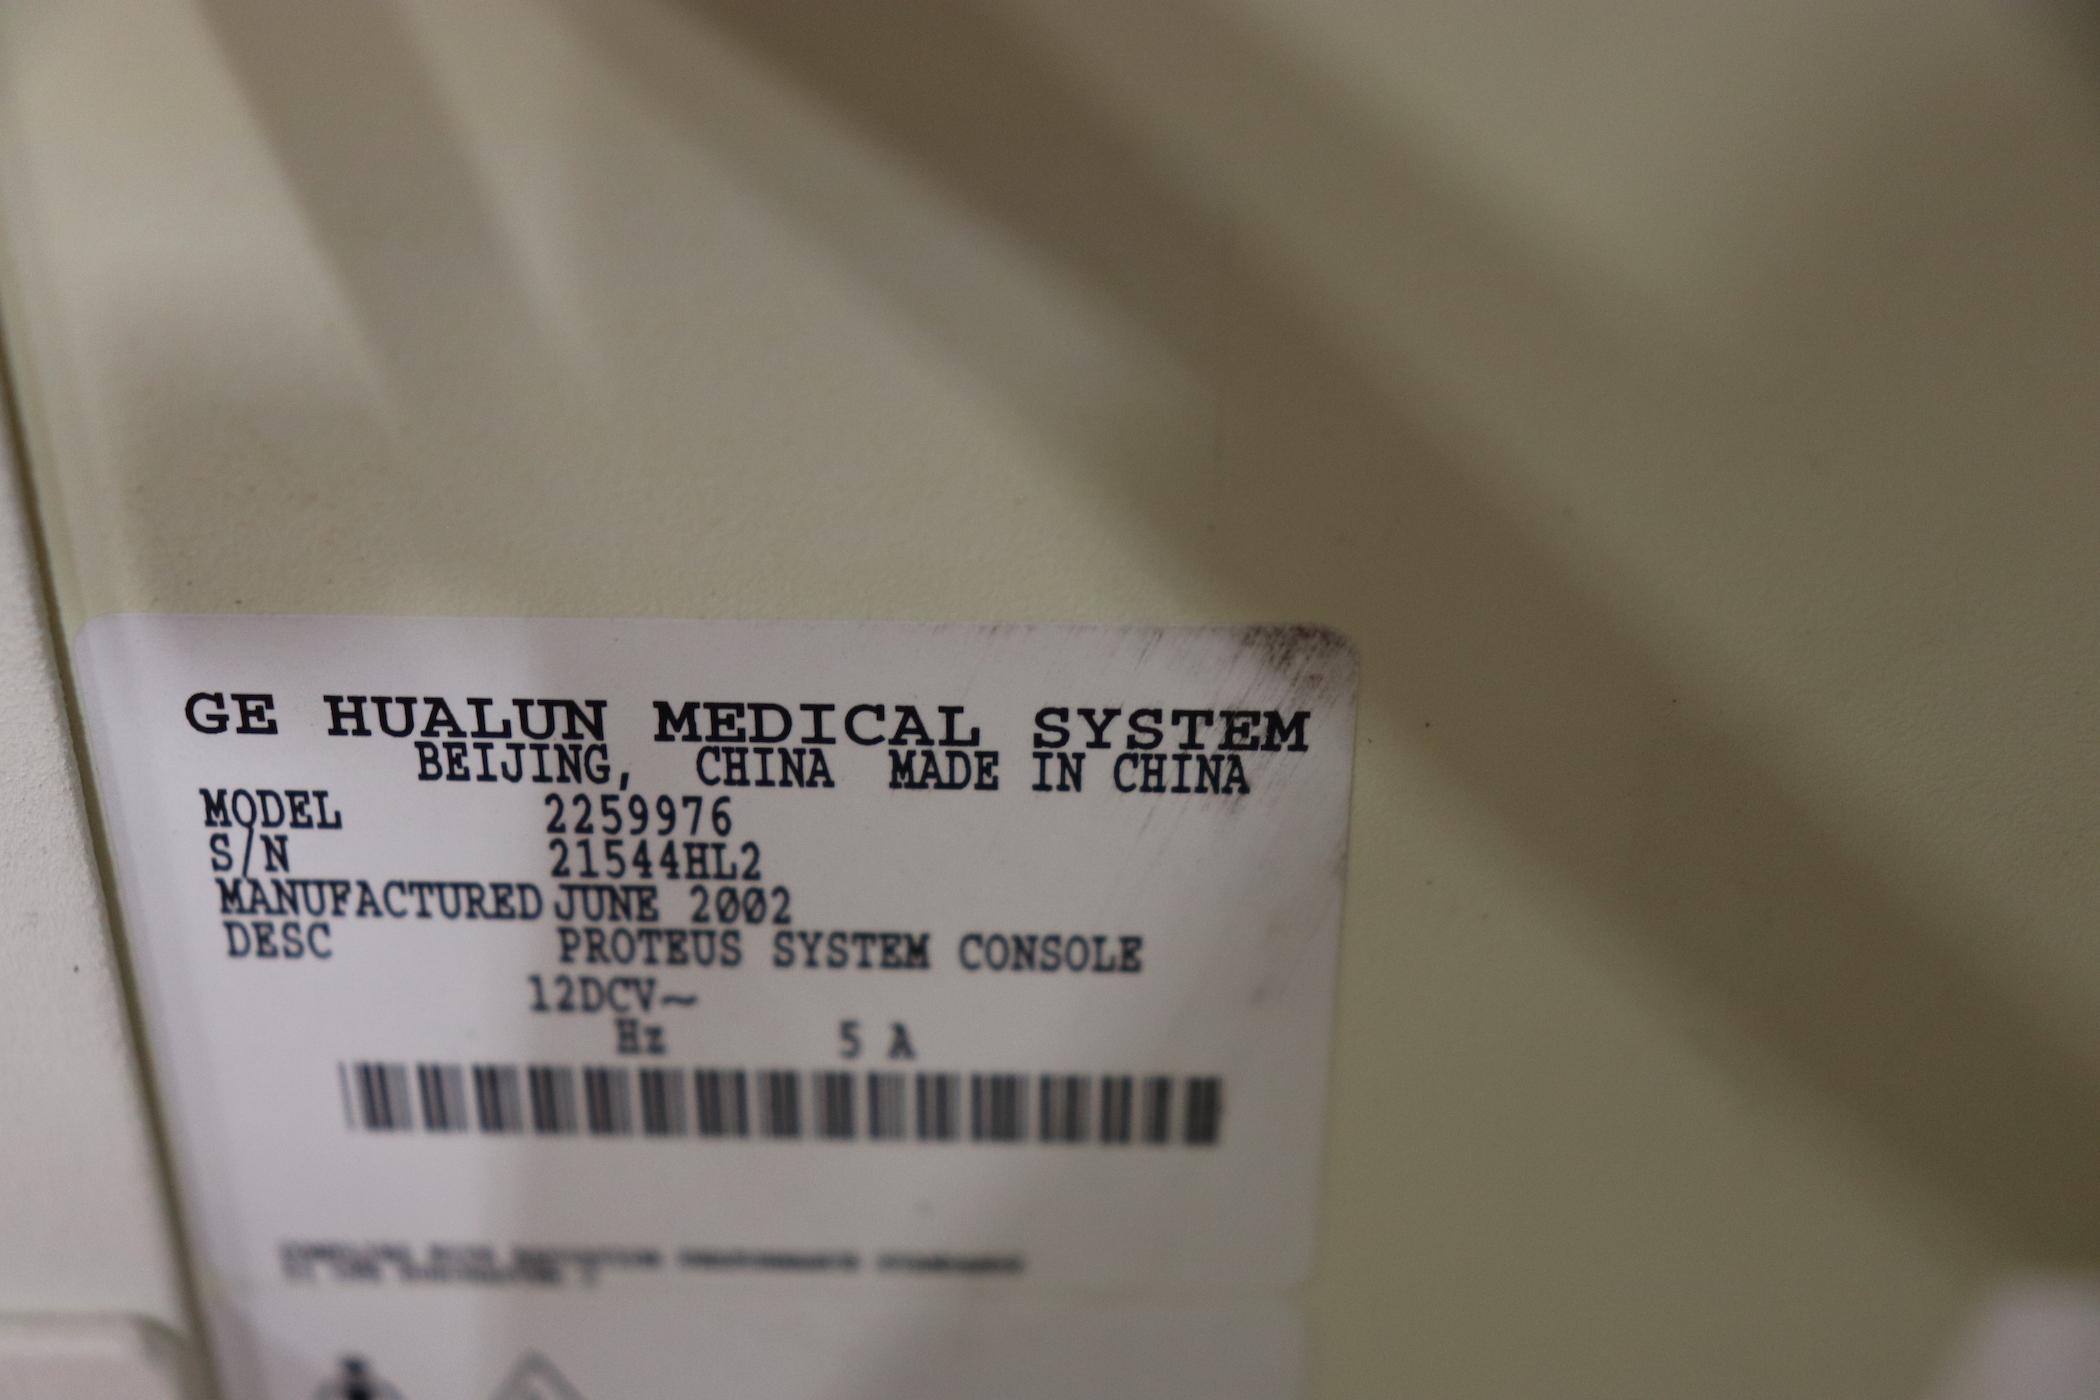 GE HUALUN MEDICAL SYSTEM
BEIJING, CHINA MADE IN CHINA
MODEL 2259976
S/N 21544HL2
MANUFACTURED JUNE 2002
DESC PROTEUS SYSTEM CONSOLE
12DCV~
Hz 5 A